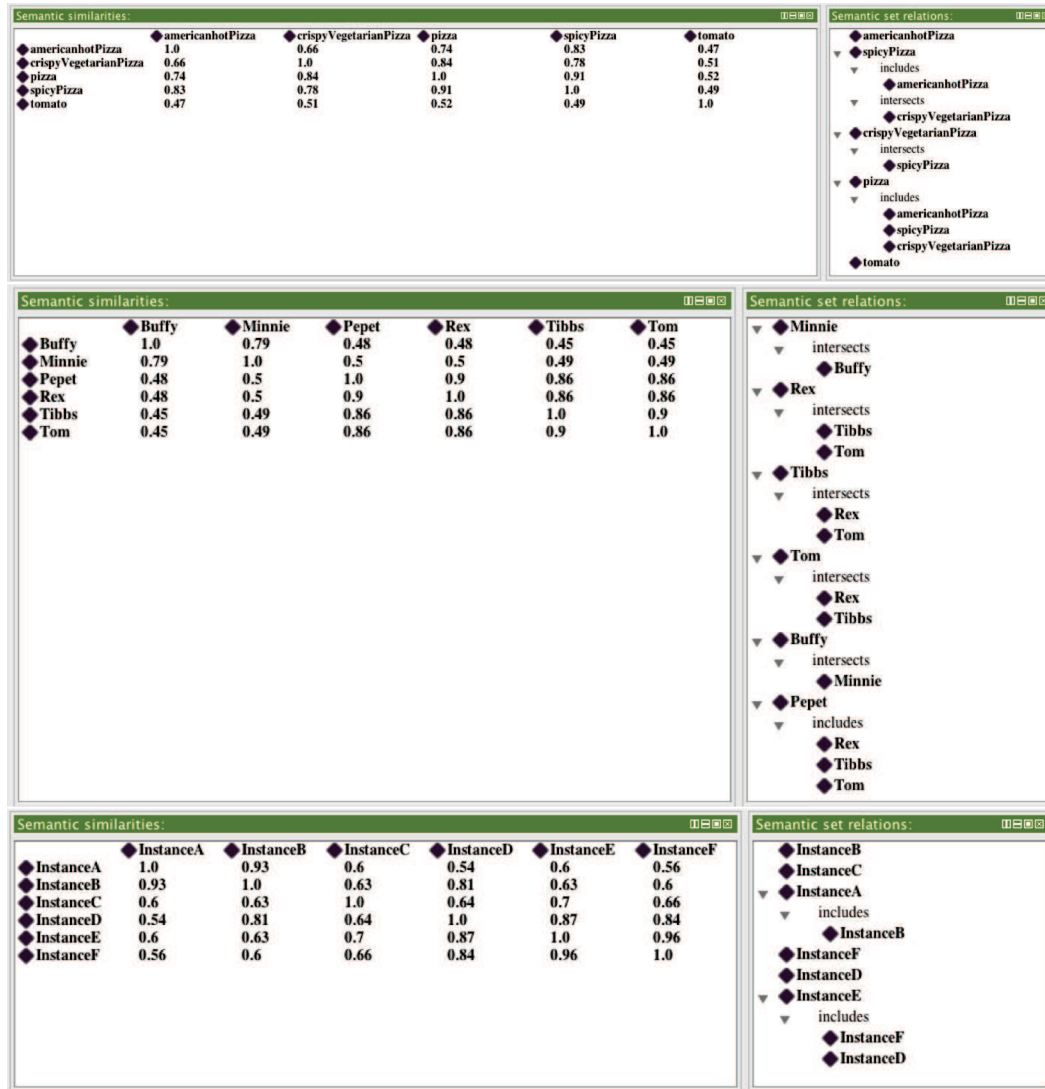 Semantic similarities:
americanhotPizza crispyVegetarianPizza pizza spicyPizza tomato
americanhotPizza 1.0 0.66 0.74 0.83 0.47
crispyVegetarianPizza 0.66 1.0 0.84 0.78 0.51
pizza 0.74 0.84 1.0 0.91 0.52
spicyPizza 0.83 0.78 0.91 1.0 0.49
tomato 0.47 0.51 0.52 0.49 1.0
Semantic set relations:
americanhotPizza
spicyPizza
includes
americanhotPizza
intersects
crispyVegetarianPizza
crispyVegetarianPizza
intersects
spicyPizza
pizza
includes
americanhotPizza
spicyPizza
crispyVegetarianPizza
tomato
Semantic similarities:
Buffy Minnie Pepet Rex Tibbs Tom
Buffy 1.0 0.79 0.48 0.48 0.45 0.45
Minnie 0.79 1.0 0.5 0.5 0.49 0.49
Pepet 0.48 0.5 1.0 0.9 0.86 0.86
Rex 0.48 0.5 0.9 1.0 0.86 0.86
Tibbs 0.45 0.49 0.86 0.86 1.0 0.9
Tom 0.45 0.49 0.86 0.86 0.9 1.0
Semantic set relations:
Minnie
intersects
Buffy
Rex
intersects
Tibbs
Tom
Tibbs
intersects
Rex
Tom
Tom
intersects
Rex
Tibbs
Buffy
intersects
Minnie
Pepet
includes
Rex
Tibbs
Tom
Semantic similarities:
InstanceA InstanceB InstanceC InstanceD InstanceE InstanceF
InstanceA 1.0 0.93 0.6 0.54 0.6 0.56
InstanceB 0.93 1.0 0.63 0.81 0.63 0.6
InstanceC 0.6 0.63 1.0 0.64 0.7 0.66
InstanceD 0.54 0.81 0.64 1.0 0.87 0.84
InstanceE 0.6 0.63 0.7 0.87 1.0 0.96
InstanceF 0.56 0.6 0.66 0.84 0.96 1.0
Semantic set relations:
InstanceB
InstanceC
InstanceA
includes
InstanceB
InstanceF
InstanceD
InstanceE
includes
InstanceF
InstanceD